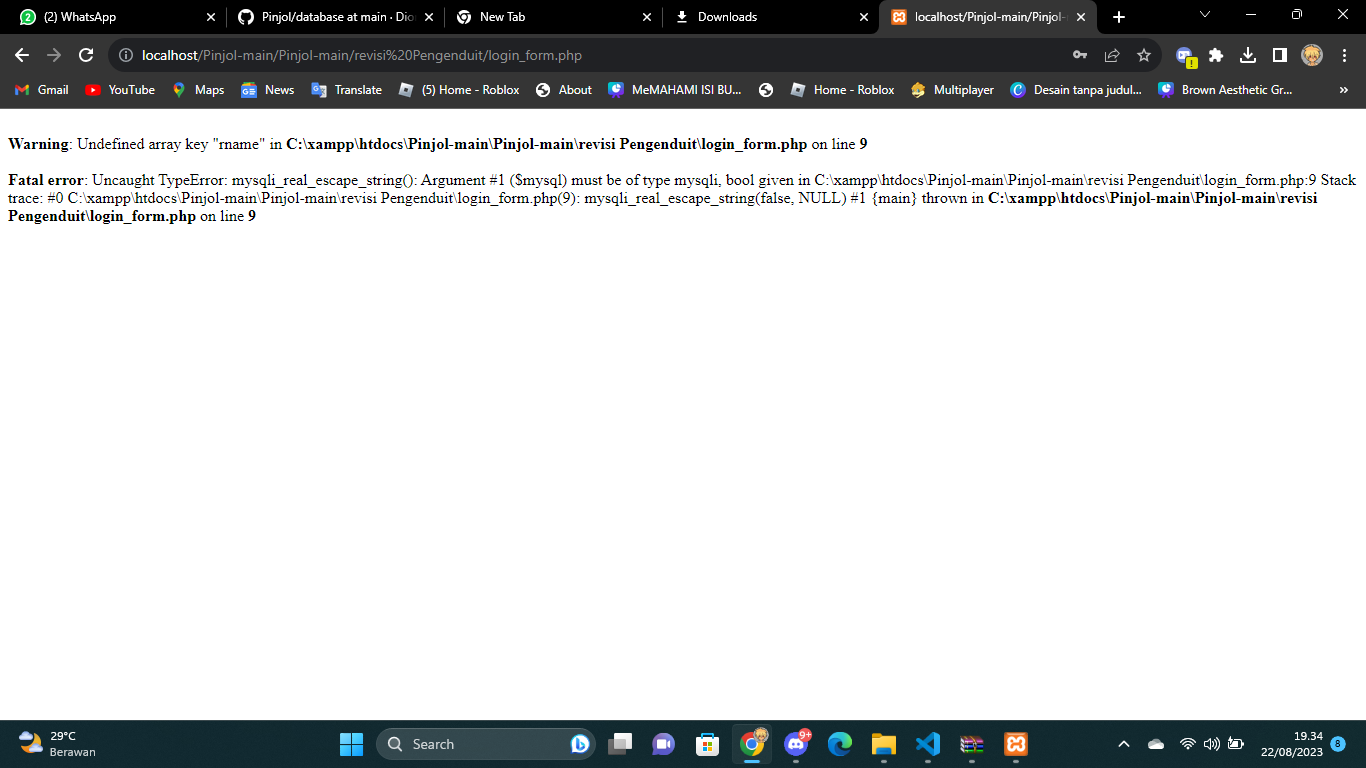 (2) WhatsApp
Pinjol/database at main · Dio
New Tab
Downloads
localhost/Pinjol-main/Pinjol-
localhost/Pinjol-main/Pinjol-main/revisi%20Pengenduit/login_form.php
Gmail
YouTube
Maps
News
Translate
(5) Home - Roblox
About
MeMAHAMI ISI BU...
Home - Roblox
Multiplayer
Desain tanpa judul...
Brown Aesthetic Gr...
»
Warning: Undefined array key "rname" in C:\xampp\htdocs\Pinjol-main\Pinjol-main\revisi Pengenduit\login_form.php on line 9
Fatal error: Uncaught TypeError: mysqli_real_escape_string(): Argument #1 ($mysql) must be of type mysqli, bool given in C:\xampp\htdocs\Pinjol-main\Pinjol-main\revisi Pengenduit\login_form.php:9 Stack
trace: #0 C:\xampp\htdocs\Pinjol-main\Pinjol-main\revisi Pengenduit\login_form.php(9): mysqli_real_escape_string(false, NULL) #1 {main} thrown in C:\xampp\htdocs\Pinjol-main\Pinjol-main\revisi
Pengenduit\login_form.php on line 9
29°C
Berawan
Search
9+
19.34
22/08/2023
8